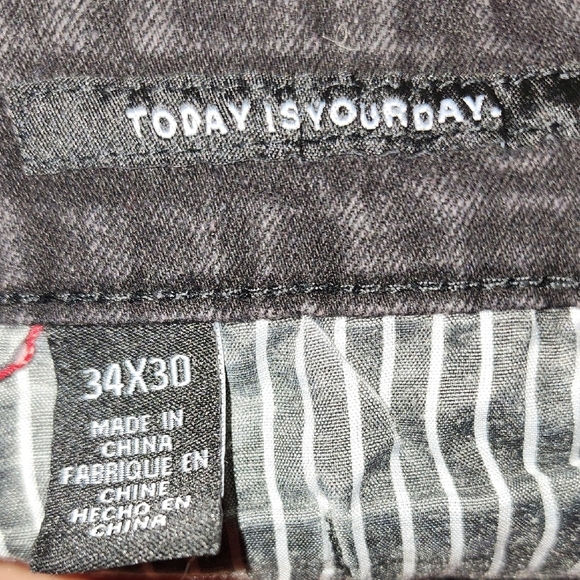 TODAY IS YOUR DAY.
34X30
MADE IN
CHINA
FABRIQUE EN
CHINE
HECHO EN
CHINA